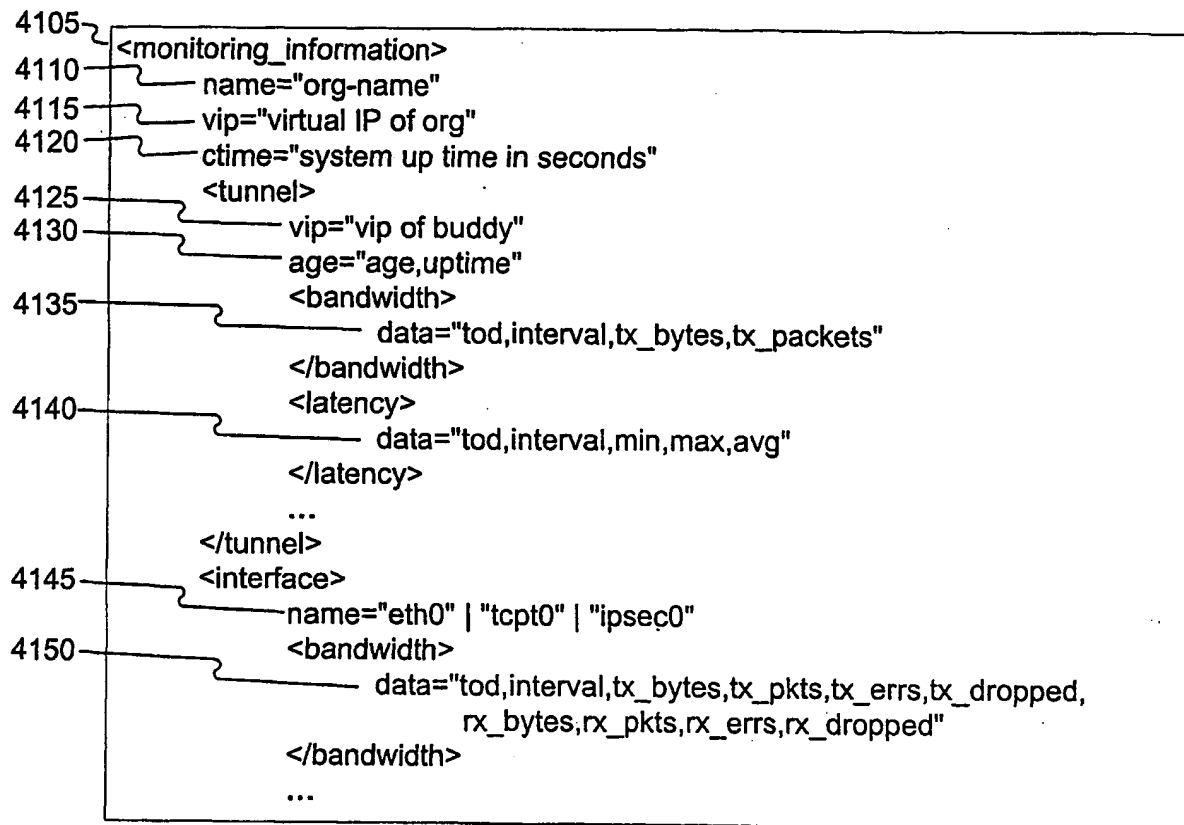 4105 <monitoring_information>
4110 name="org-name"
4115 vip="virtual IP of org"
4120 ctime="system up time in seconds"
<tunnel>
4125 vip="vip of buddy"
4130 age="age,uptime"
<bandwidth>
4135 data="tod,interval,tx_bytes,tx_packets"
</bandwidth>
<latency>
4140 data="tod,interval,min,max,avg"
</latency>
...
</tunnel>
<interface>
4145 name="eth0" | "tcpt0" | "ipsec0"
<bandwidth>
4150 data="tod,interval,tx_bytes,tx_pkts,tx_errs,tx_dropped,
rx_bytes,rx_pkts,rx_errs,rx_dropped"
</bandwidth>
...